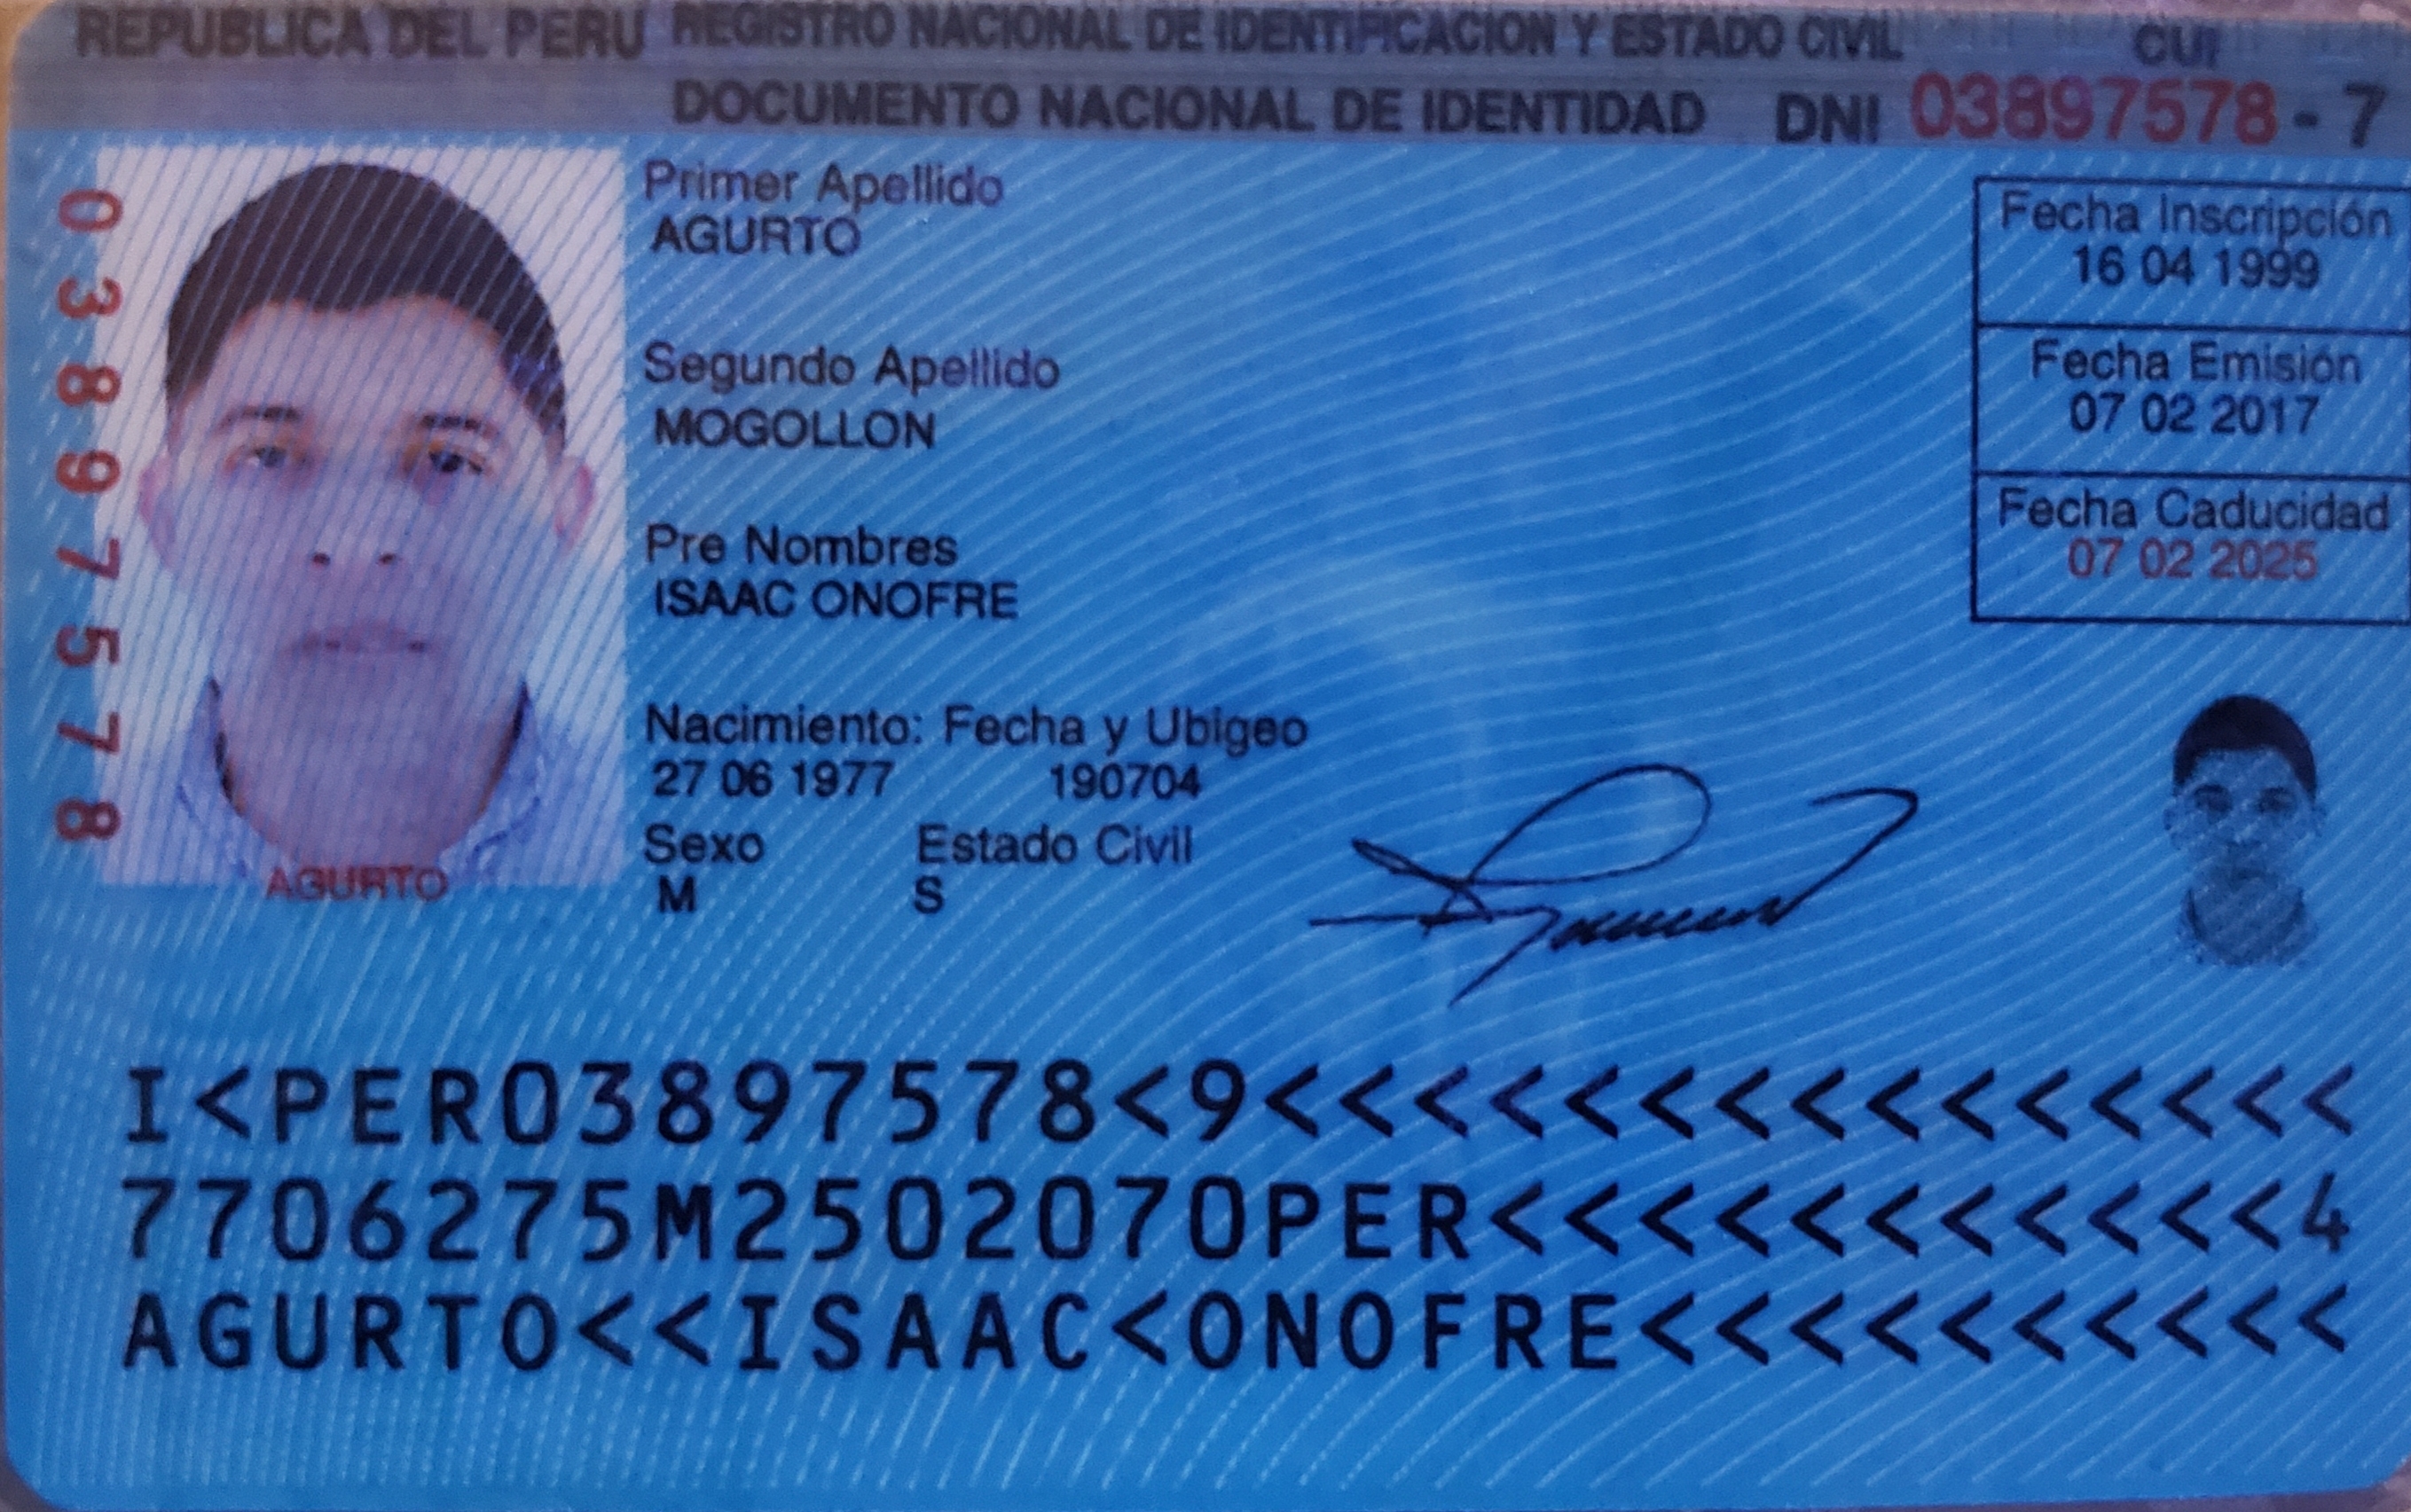 REPUBLICA DEL PERU REGISTRO NACIONAL DE IDENTIFICACION Y ESTADO CIVIL CUI
DOCUMENTO NACIONAL DE IDENTIDAD DNI 03897578 - 7
03897578
Primer Apellido
AGURTO
Segundo Apellido
MOGOLLON
Pre Nombres
ISAAC ONOFRE
Nacimiento: Fecha y Ubigeo
27 06 1977 190704
Sexo Estado Civil
M S
AGURTO
Fecha Inscripción
16 04 1999
Fecha Emisión
07 02 2017
Fecha Caducidad
07 02 2025
I<PER03897578<9<<<<<<<<<<<<<<<
7706275M2502070PER<<<<<<<<<<<4
AGURTO<<ISAAC<ONOFRE<<<<<<<<<<